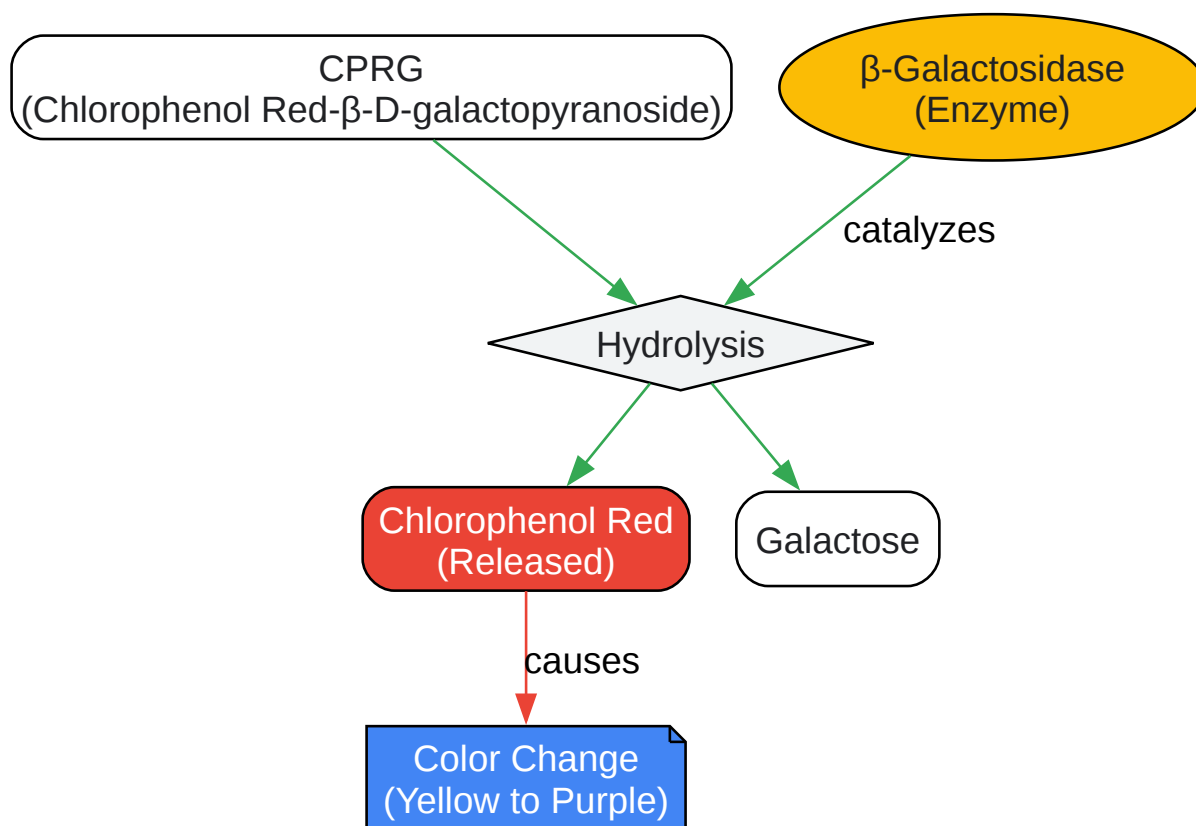 CPRG
(Chlorophenol Red-β-D-galactopyranoside)
β-Galactosidase
(Enzyme)
catalyzes
Hydrolysis
Chlorophenol Red
(Released)
Galactose
causes
Color Change
(Yellow to Purple)